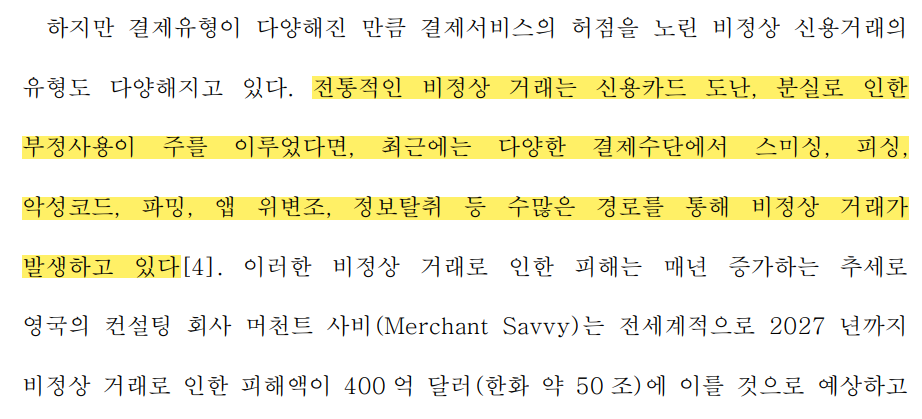 하지만 결제유형이 다양해진 만큼 결제서비스의 허점을 노린 비정상 신용거래의
유형도 다양해지고 있다. 전통적인 비정상 거래는 신용카드 도난, 분실로 인한
부정사용이 주를 이루었다면, 최근에는 다양한 결제수단에서 스미싱, 피싱,
악성코드, 파밍, 앱 위변조, 정보탈취 등 수많은 경로를 통해 비정상 거래가
발생하고 있다[4]. 이러한 비정상 거래로 인한 피해는 매년 증가하는 추세로
영국의 컨설팅 회사 머천트 사비(Merchant Savvy)는 전세계적으로 2027 년까지
비정상 거래로 인한 피해액이 400 억 달러(한화 약 50 조)에 이를 것으로 예상하고